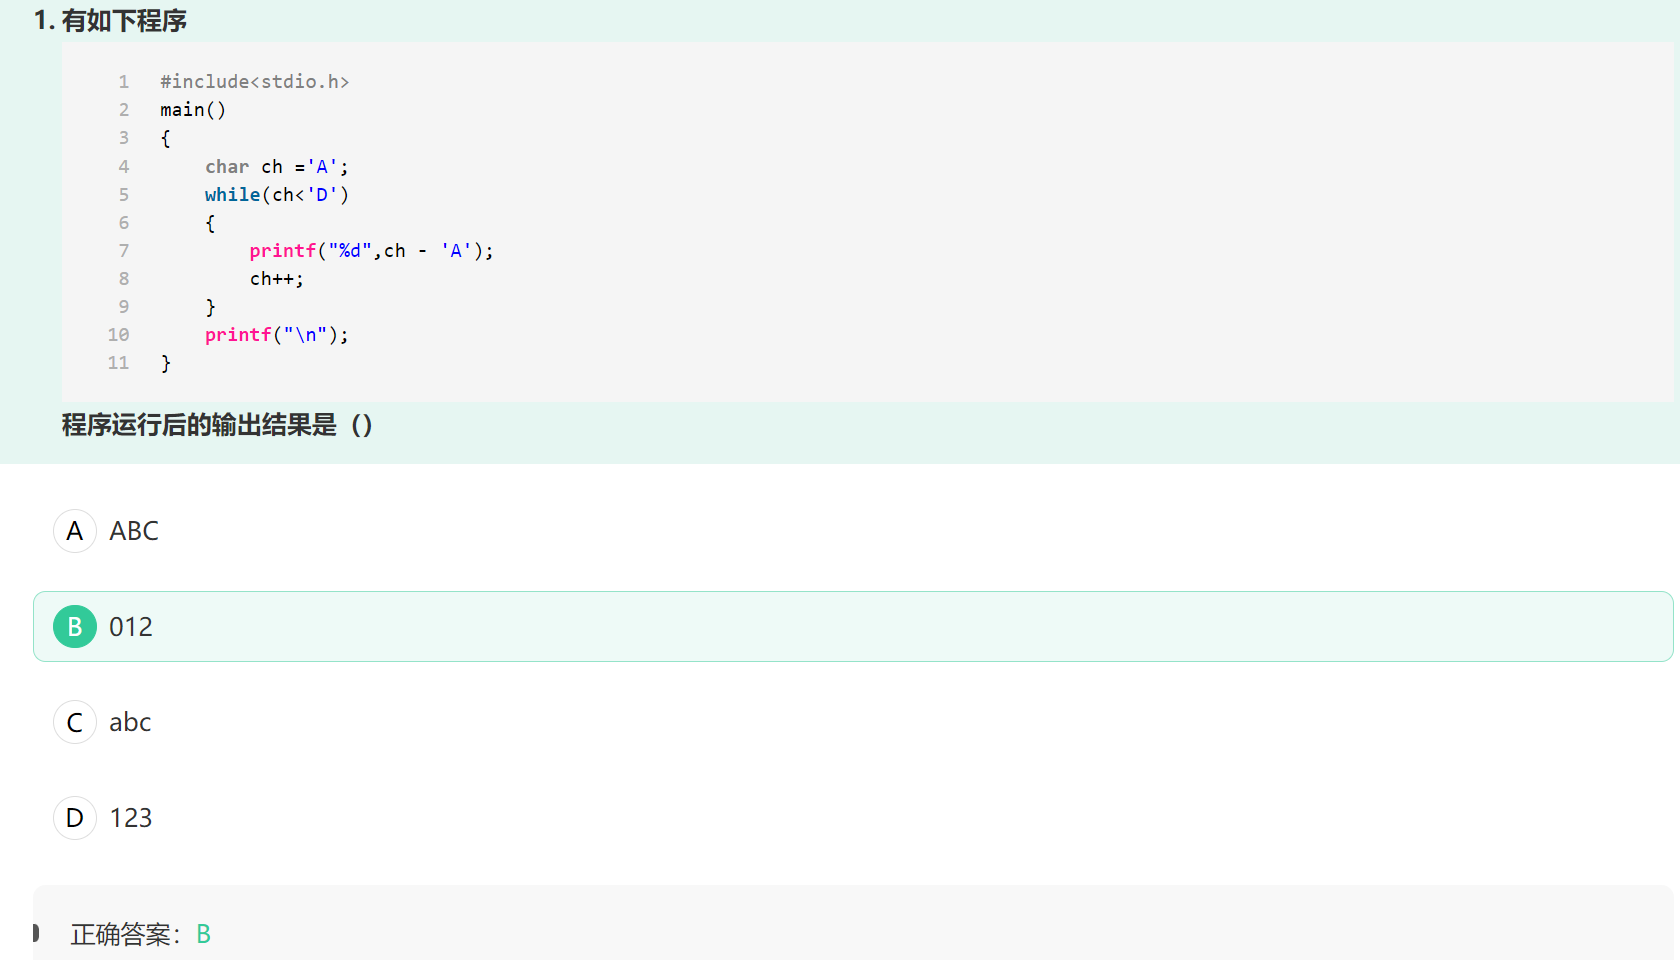 1. 有如下程序
1 #include<stdio.h>
2 main()
3 {
4     char ch ='A';
5     while(ch<'D')
6     {
7         printf("%d",ch - 'A');
8         ch++;
9     }
10     printf("\n");
11 }
程序运行后的输出结果是（）
A ABC
B 012
C abc
D 123
正确答案：B